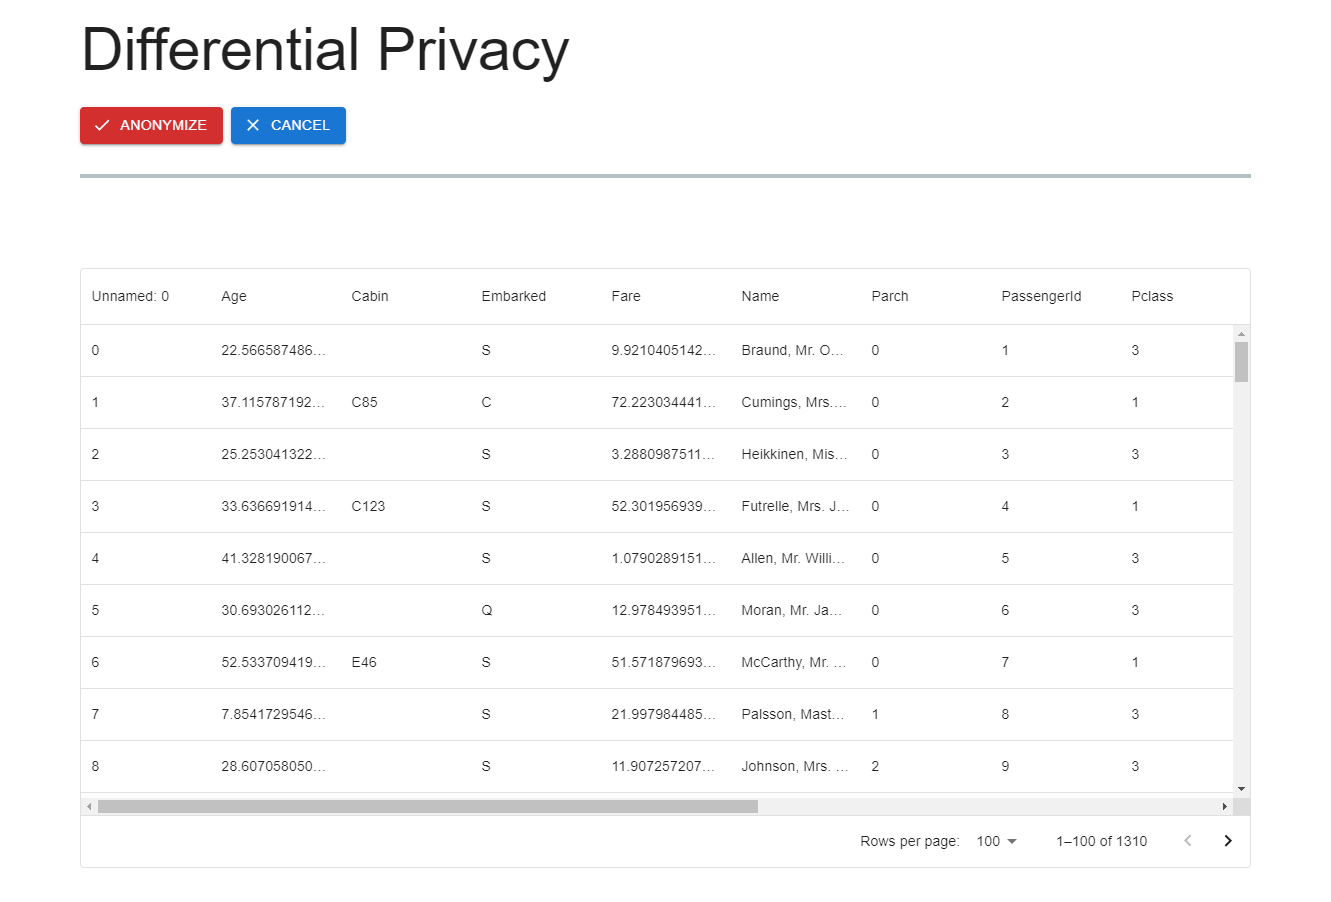 Differential Privacy
ANONYMIZE CANCEL
Unnamed: 0 Age Cabin Embarked Fare Name Parch PassengerId Pclass
0 22.566587486... S 9.9210405142... Braund, Mr. O... 0 1 3
1 37.115787192... C85 C 72.223034441... Cumings, Mrs.... 0 2 1
2 25.253041322... S 3.2880987511... Heikkinen, Mis... 0 3 3
3 33.636691914... C123 S 52.301956939... Futrelle, Mrs. J... 0 4 1
4 41.328190067... S 1.0790289151... Allen, Mr. Willi... 0 5 3
5 30.693026112... Q 12.978493951... Moran, Mr. Ja... 0 6 3
6 52.533709419... E46 S 51.571879693... McCarthy, Mr. ... 0 7 1
7 7.8541729546... S 21.997984485... Palsson, Mast... 1 8 3
8 28.607058050... S 11.907257207... Johnson, Mrs. ... 2 9 3
Rows per page: 100 1–100 of 1310